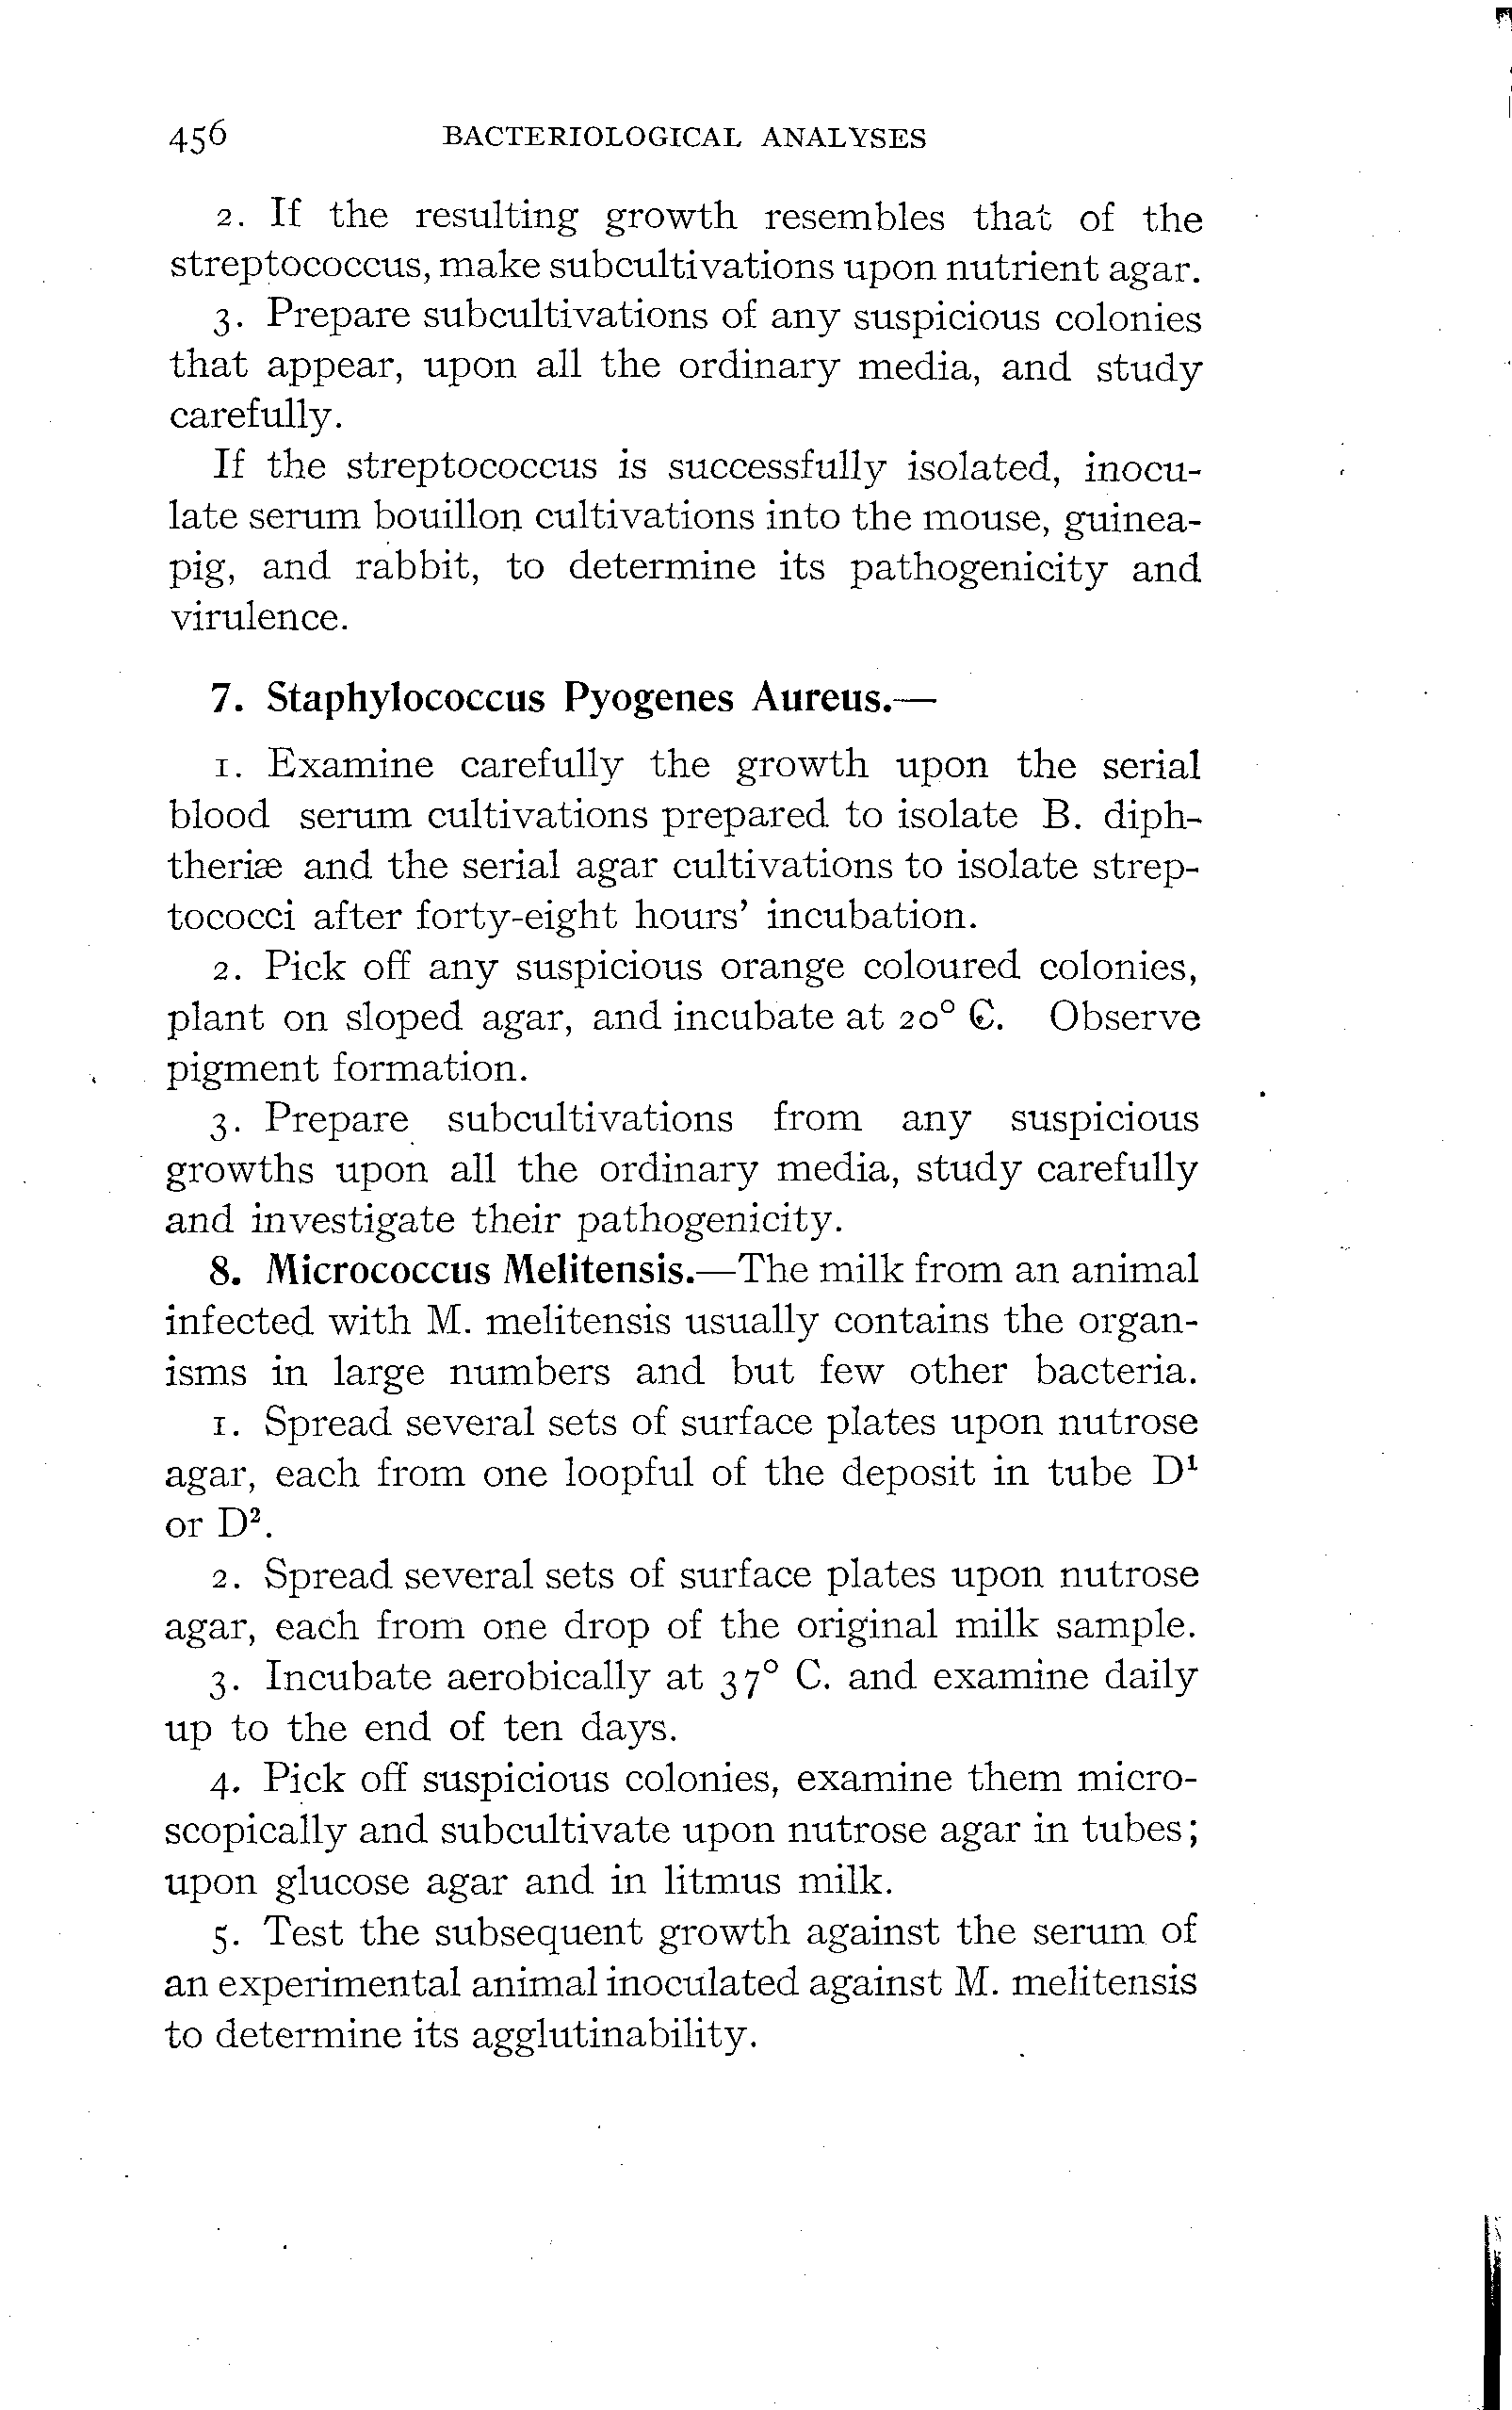 456 BACTERIOLOGICAL ANALYSES
2. If the resulting growth resembles that of the
streptococcus, make subcultivations upon nutrient agar.
3. Prepare subcultivations of any suspicious colonies
that appear, upon all the ordinary media, and study
carefully.
If the streptococcus is successfully isolated, inocu-
late serum bouillon cultivations into the mouse, guinea-
pig, and rabbit, to determine its pathogenicity and
virulence.
7. Staphylococcus Pyogenes Aureus.—
1. Examine carefully the growth upon the serial
blood serum cultivations prepared to isolate B. diph-
theriæ and the serial agar cultivations to isolate strep-
tococci after forty-eight hours' incubation.
2. Pick off any suspicious orange coloured colonies,
plant on sloped agar, and incubate at 20° C. Observe
pigment formation.
3. Prepare subcultivations from any suspicious
growths upon all the ordinary media, study carefully
and investigate their pathogenicity.
8. Micrococcus Melitensis.—The milk from an animal
infected with M. melitensis usually contains the organ-
isms in large numbers and but few other bacteria.
1. Spread several sets of surface plates upon nutrose
agar, each from one loopful of the deposit in tube D¹
or D².
2. Spread several sets of surface plates upon nutrose
agar, each from one drop of the original milk sample.
3. Incubate aerobically at 37° C. and examine daily
up to the end of ten days.
4. Pick off suspicious colonies, examine them micro-
scopically and subcultivate upon nutrose agar in tubes;
upon glucose agar and in litmus milk.
5. Test the subsequent growth against the serum of
an experimental animal inoculated against M. melitensis
to determine its agglutinability.